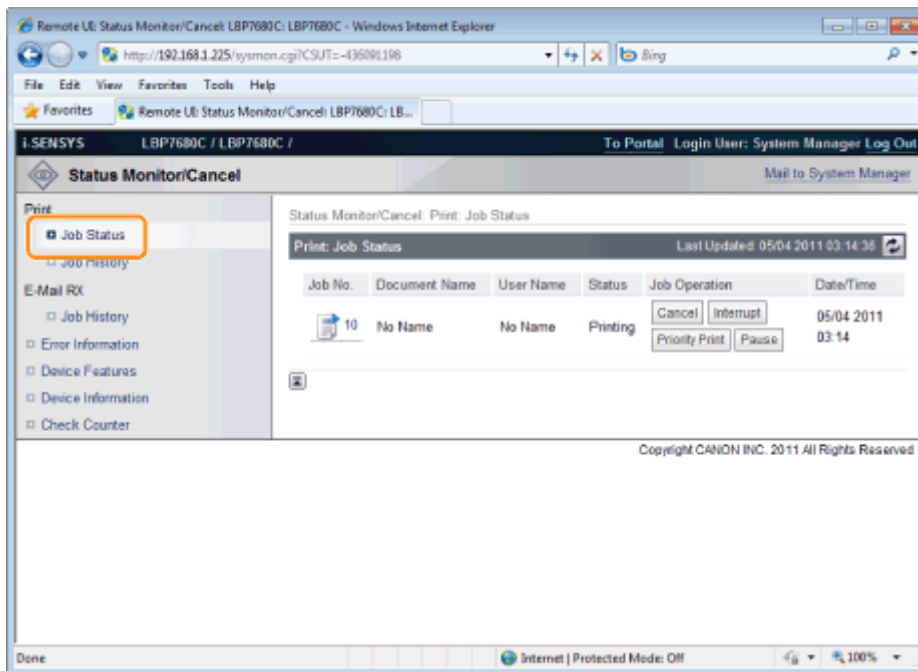 Remote UI: Status Monitor/Cancel: LBP7680C: LBP7680C - Windows Internet Explorer
http://192.168.1.225/sysmon.cgi?CSUT=-436091198
Bing
File Edit View Favorites Tools Help
Favorites Remote UI: Status Monitor/Cancel: LBP7680C: LB...
i-SENSYS LBP7680C / LBP7680C / To Portal Login User: System Manager Log Out
Status Monitor/Cancel Mail to System Manager
Print
Job Status
Job History
E-Mail RX
Job History
Error Information
Device Features
Device Information
Check Counter
Status Monitor/Cancel: Print: Job Status
Print: Job Status Last Updated: 05/04 2011 03:14:36
Job No. Document Name User Name Status Job Operation Date/Time
10 No Name No Name Printing Cancel Interrupt 05/04 2011
Priority Print Pause 03:14
Copyright CANON INC. 2011 All Rights Reserved
Done Internet | Protected Mode: Off 100%